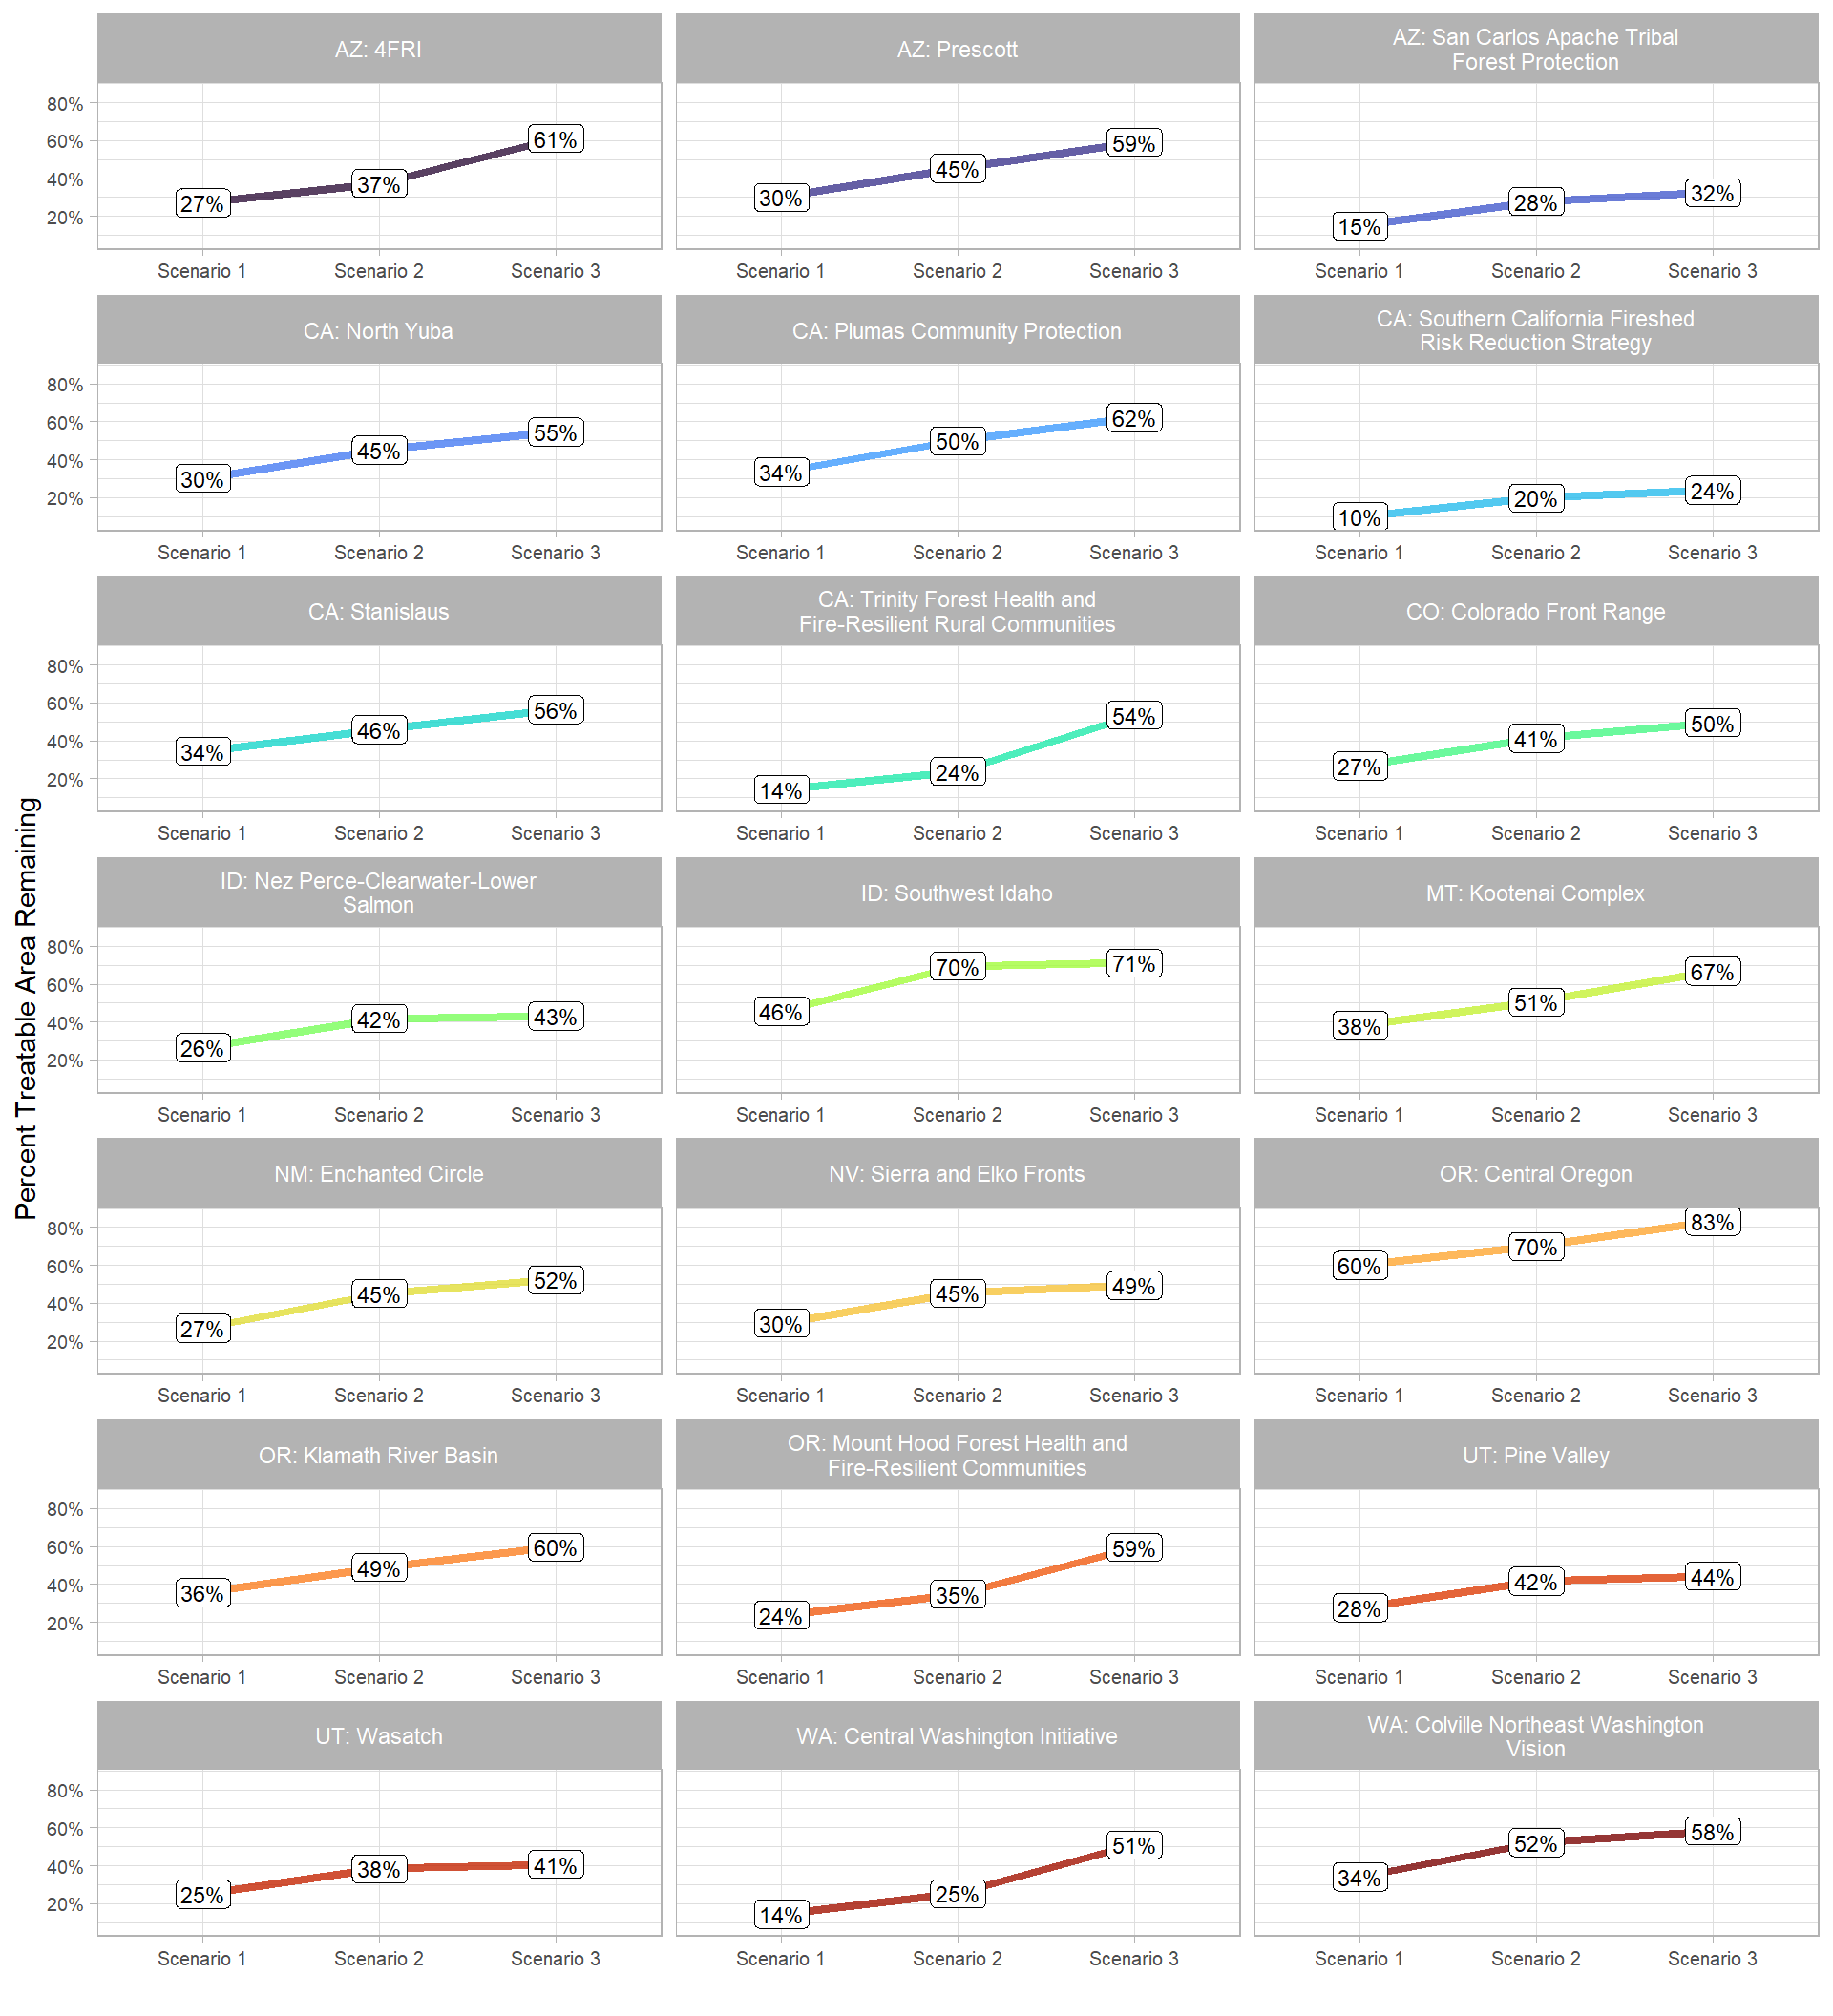 AZ: 4FRI
AZ: Prescott
AZ: San Carlos Apache Tribal
Forest Protection
80%
60%
40%
20%
27%
37%
61%
30%
45%
59%
15%
28%
32%
Scenario 1
Scenario 2
Scenario 3
Scenario 1
Scenario 2
Scenario 3
Scenario 1
Scenario 2
Scenario 3
CA: North Yuba
CA: Plumas Community Protection
CA: Southern California Fireshed
Risk Reduction Strategy
80%
60%
40%
20%
30%
45%
55%
34%
50%
62%
10%
20%
24%
Scenario 1
Scenario 2
Scenario 3
Scenario 1
Scenario 2
Scenario 3
Scenario 1
Scenario 2
Scenario 3
CA: Stanislaus
CA: Trinity Forest Health and
Fire-Resilient Rural Communities
CO: Colorado Front Range
80%
60%
40%
20%
34%
46%
56%
14%
24%
54%
27%
41%
50%
Scenario 1
Scenario 2
Scenario 3
Scenario 1
Scenario 2
Scenario 3
Scenario 1
Scenario 2
Scenario 3
Percent Treatable Area Remaining
ID: Nez Perce-Clearwater-Lower
Salmon
ID: Southwest Idaho
MT: Kootenai Complex
80%
60%
40%
20%
26%
42%
43%
46%
70%
71%
38%
51%
67%
Scenario 1
Scenario 2
Scenario 3
Scenario 1
Scenario 2
Scenario 3
Scenario 1
Scenario 2
Scenario 3
NM: Enchanted Circle
NV: Sierra and Elko Fronts
OR: Central Oregon
80%
60%
40%
20%
27%
45%
52%
30%
45%
49%
60%
70%
83%
Scenario 1
Scenario 2
Scenario 3
Scenario 1
Scenario 2
Scenario 3
Scenario 1
Scenario 2
Scenario 3
OR: Klamath River Basin
OR: Mount Hood Forest Health and
Fire-Resilient Communities
UT: Pine Valley
80%
60%
40%
20%
36%
49%
60%
24%
35%
59%
28%
42%
44%
Scenario 1
Scenario 2
Scenario 3
Scenario 1
Scenario 2
Scenario 3
Scenario 1
Scenario 2
Scenario 3
UT: Wasatch
WA: Central Washington Initiative
WA: Colville Northeast Washington
Vision
80%
60%
40%
20%
25%
38%
41%
14%
25%
51%
34%
52%
58%
Scenario 1
Scenario 2
Scenario 3
Scenario 1
Scenario 2
Scenario 3
Scenario 1
Scenario 2
Scenario 3